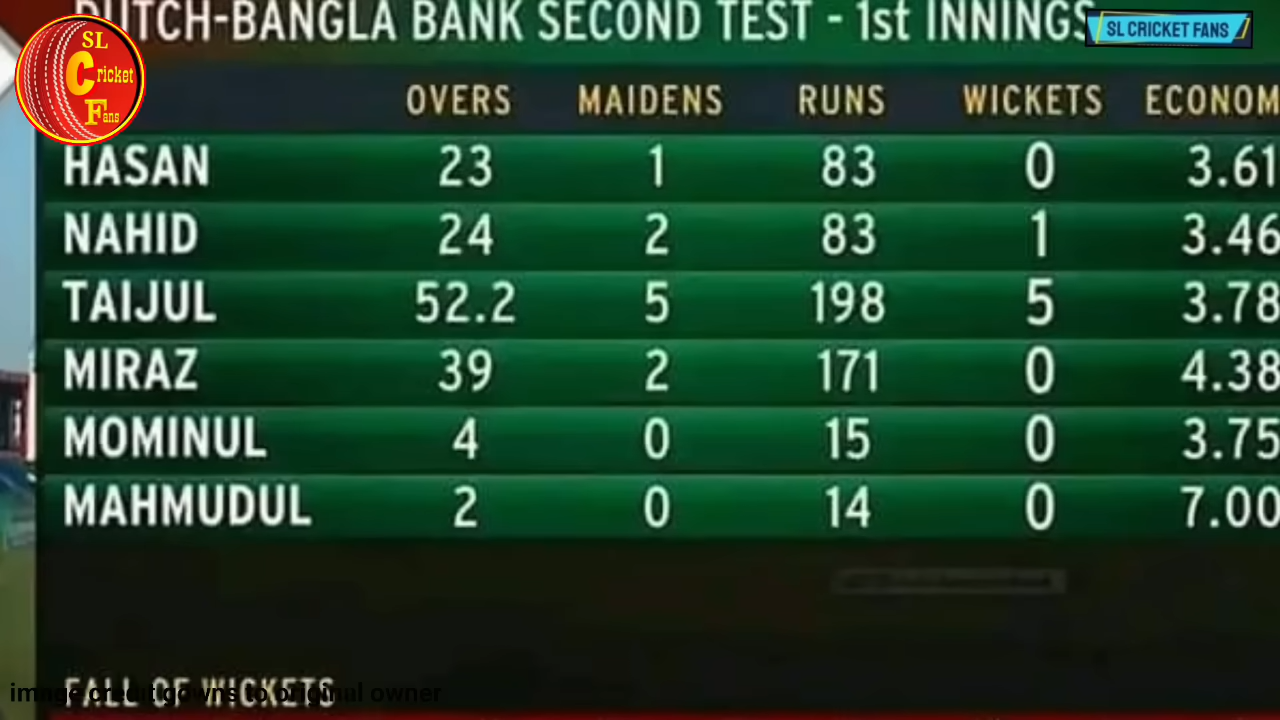 DUTCH-BANGLA BANK SECOND TEST - 1st INNINGS
SL CRICKET FANS
SL
Cricket
Fans
OVERS MAIDENS RUNS WICKETS ECONOM
HASAN 23 1 83 0 3.61
NAHID 24 2 83 1 3.46
TAIJUL 52.2 5 198 5 3.78
MIRAZ 39 2 171 0 4.38
MOMINUL 4 0 15 0 3.75
MAHMUDUL 2 0 14 0 7.00
FALL OF WICKETS
image credit gowns to original owner